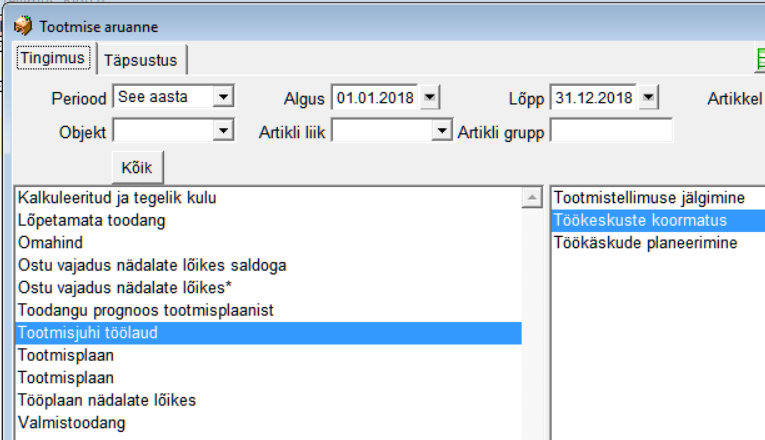 Tootmise aruanne
Tingimus Täpsustus
Periood See aasta Algus 01.01.2018 Lõpp 31.12.2018 Artikkel
Objekt Artikli liik Artikli grupp
Kõik
Kalkuleeritud ja tegelik kulu
Lõpetamata toodang
Omahind
Ostu vajadus nädalate lõikes saldoga
Ostu vajadus nädalate lõikes*
Toodangu prognoos tootmisplaanist
Tootmisjuhi töölaud
Tootmisplaan
Tootmisplaan
Tööplaan nädalate lõikes
Valmistoodang
Tootmistellimuse jälgimine
Töökeskuste koormatus
Töökäskude planeerimine